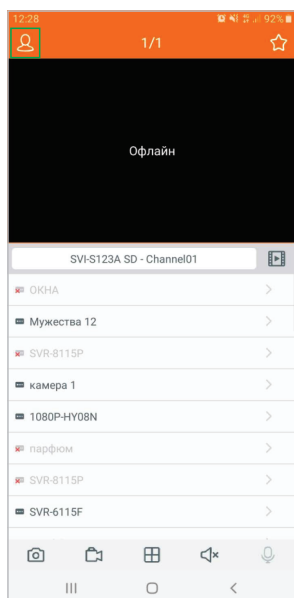 12:28 92%
1/1
Офлайн
SVI-S123A SD - Channel01
ОКНА
Мужества 12
SVR-8115P
камера 1
1080P-HY08N
парфюм
SVR-8115P
SVR-6115F